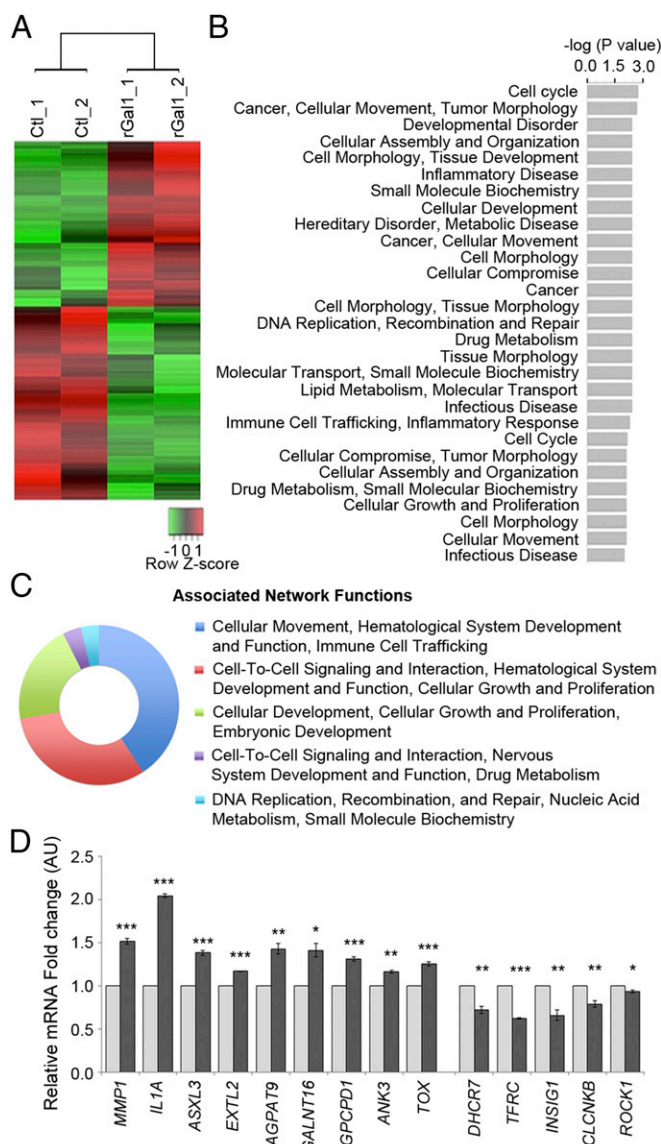 A
Ctl_1
Ctl_2
rGal1_1
rGal1_2
-1 0 1
Row Z-score
B
-log (P value)
0.0 1.5 3.0
Cell cycle
Cancer, Cellular Movement, Tumor Morphology
Developmental Disorder
Cellular Assembly and Organization
Cell Morphology, Tissue Development
Inflammatory Disease
Small Molecule Biochemistry
Cellular Development
Hereditary Disorder, Metabolic Disease
Cancer, Cellular Movement
Cell Morphology
Cellular Compromise
Cancer
Cell Morphology, Tissue Morphology
DNA Replication, Recombination and Repair
Drug Metabolism
Tissue Morphology
Molecular Transport, Small Molecule Biochemistry
Lipid Metabolism, Molecular Transport
Infectious Disease
Immune Cell Trafficking, Inflammatory Response
Cell Cycle
Cellular Compromise, Tumor Morphology
Cellular Assembly and Organization
Drug Metabolism, Small Molecular Biochemistry
Cellular Growth and Proliferation
Cell Morphology
Cellular Movement
Infectious Disease
C
Associated Network Functions
Cellular Movement, Hematological System Development
and Function, Immune Cell Trafficking
Cell-To-Cell Signaling and Interaction, Hematological System
Development and Function, Cellular Growth and Proliferation
Cellular Development, Cellular Growth and Proliferation,
Embryonic Development
Cell-To-Cell Signaling and Interaction, Nervous
System Development and Function, Drug Metabolism
DNA Replication, Recombination, and Repair, Nucleic Acid
Metabolism, Small Molecule Biochemistry
D
Relative mRNA Fold change (AU)
2.5
2.0
1.5
1.0
0.5
0
*** *** *** *** ** * *** ** *** ** *** ** ** *
MMP1
IL1A
ASXL3
EXTL2
AGPAT9
GALNT16
GPCPD1
ANK3
TOX
DHCR7
TFRC
INSIG1
CLCNKB
ROCK1